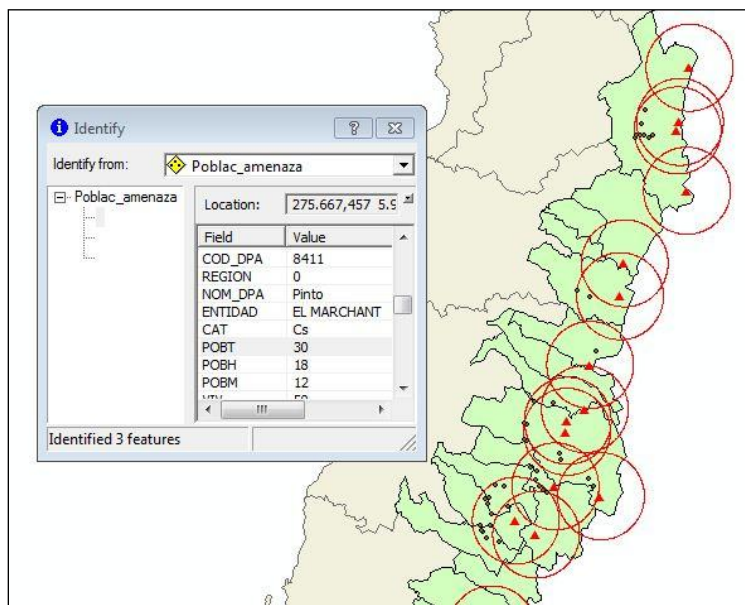 Identify
Identify from: Poblac_amenaza
Poblac_amenaza
Location: 275.667,457 5.9
Field Value
COD_DPA 8411
REGION 0
NOM_DPA Pinto
ENTIDAD EL MARCHANT
CAT Cs
POBT 30
POBH 18
POBM 12
Identified 3 features